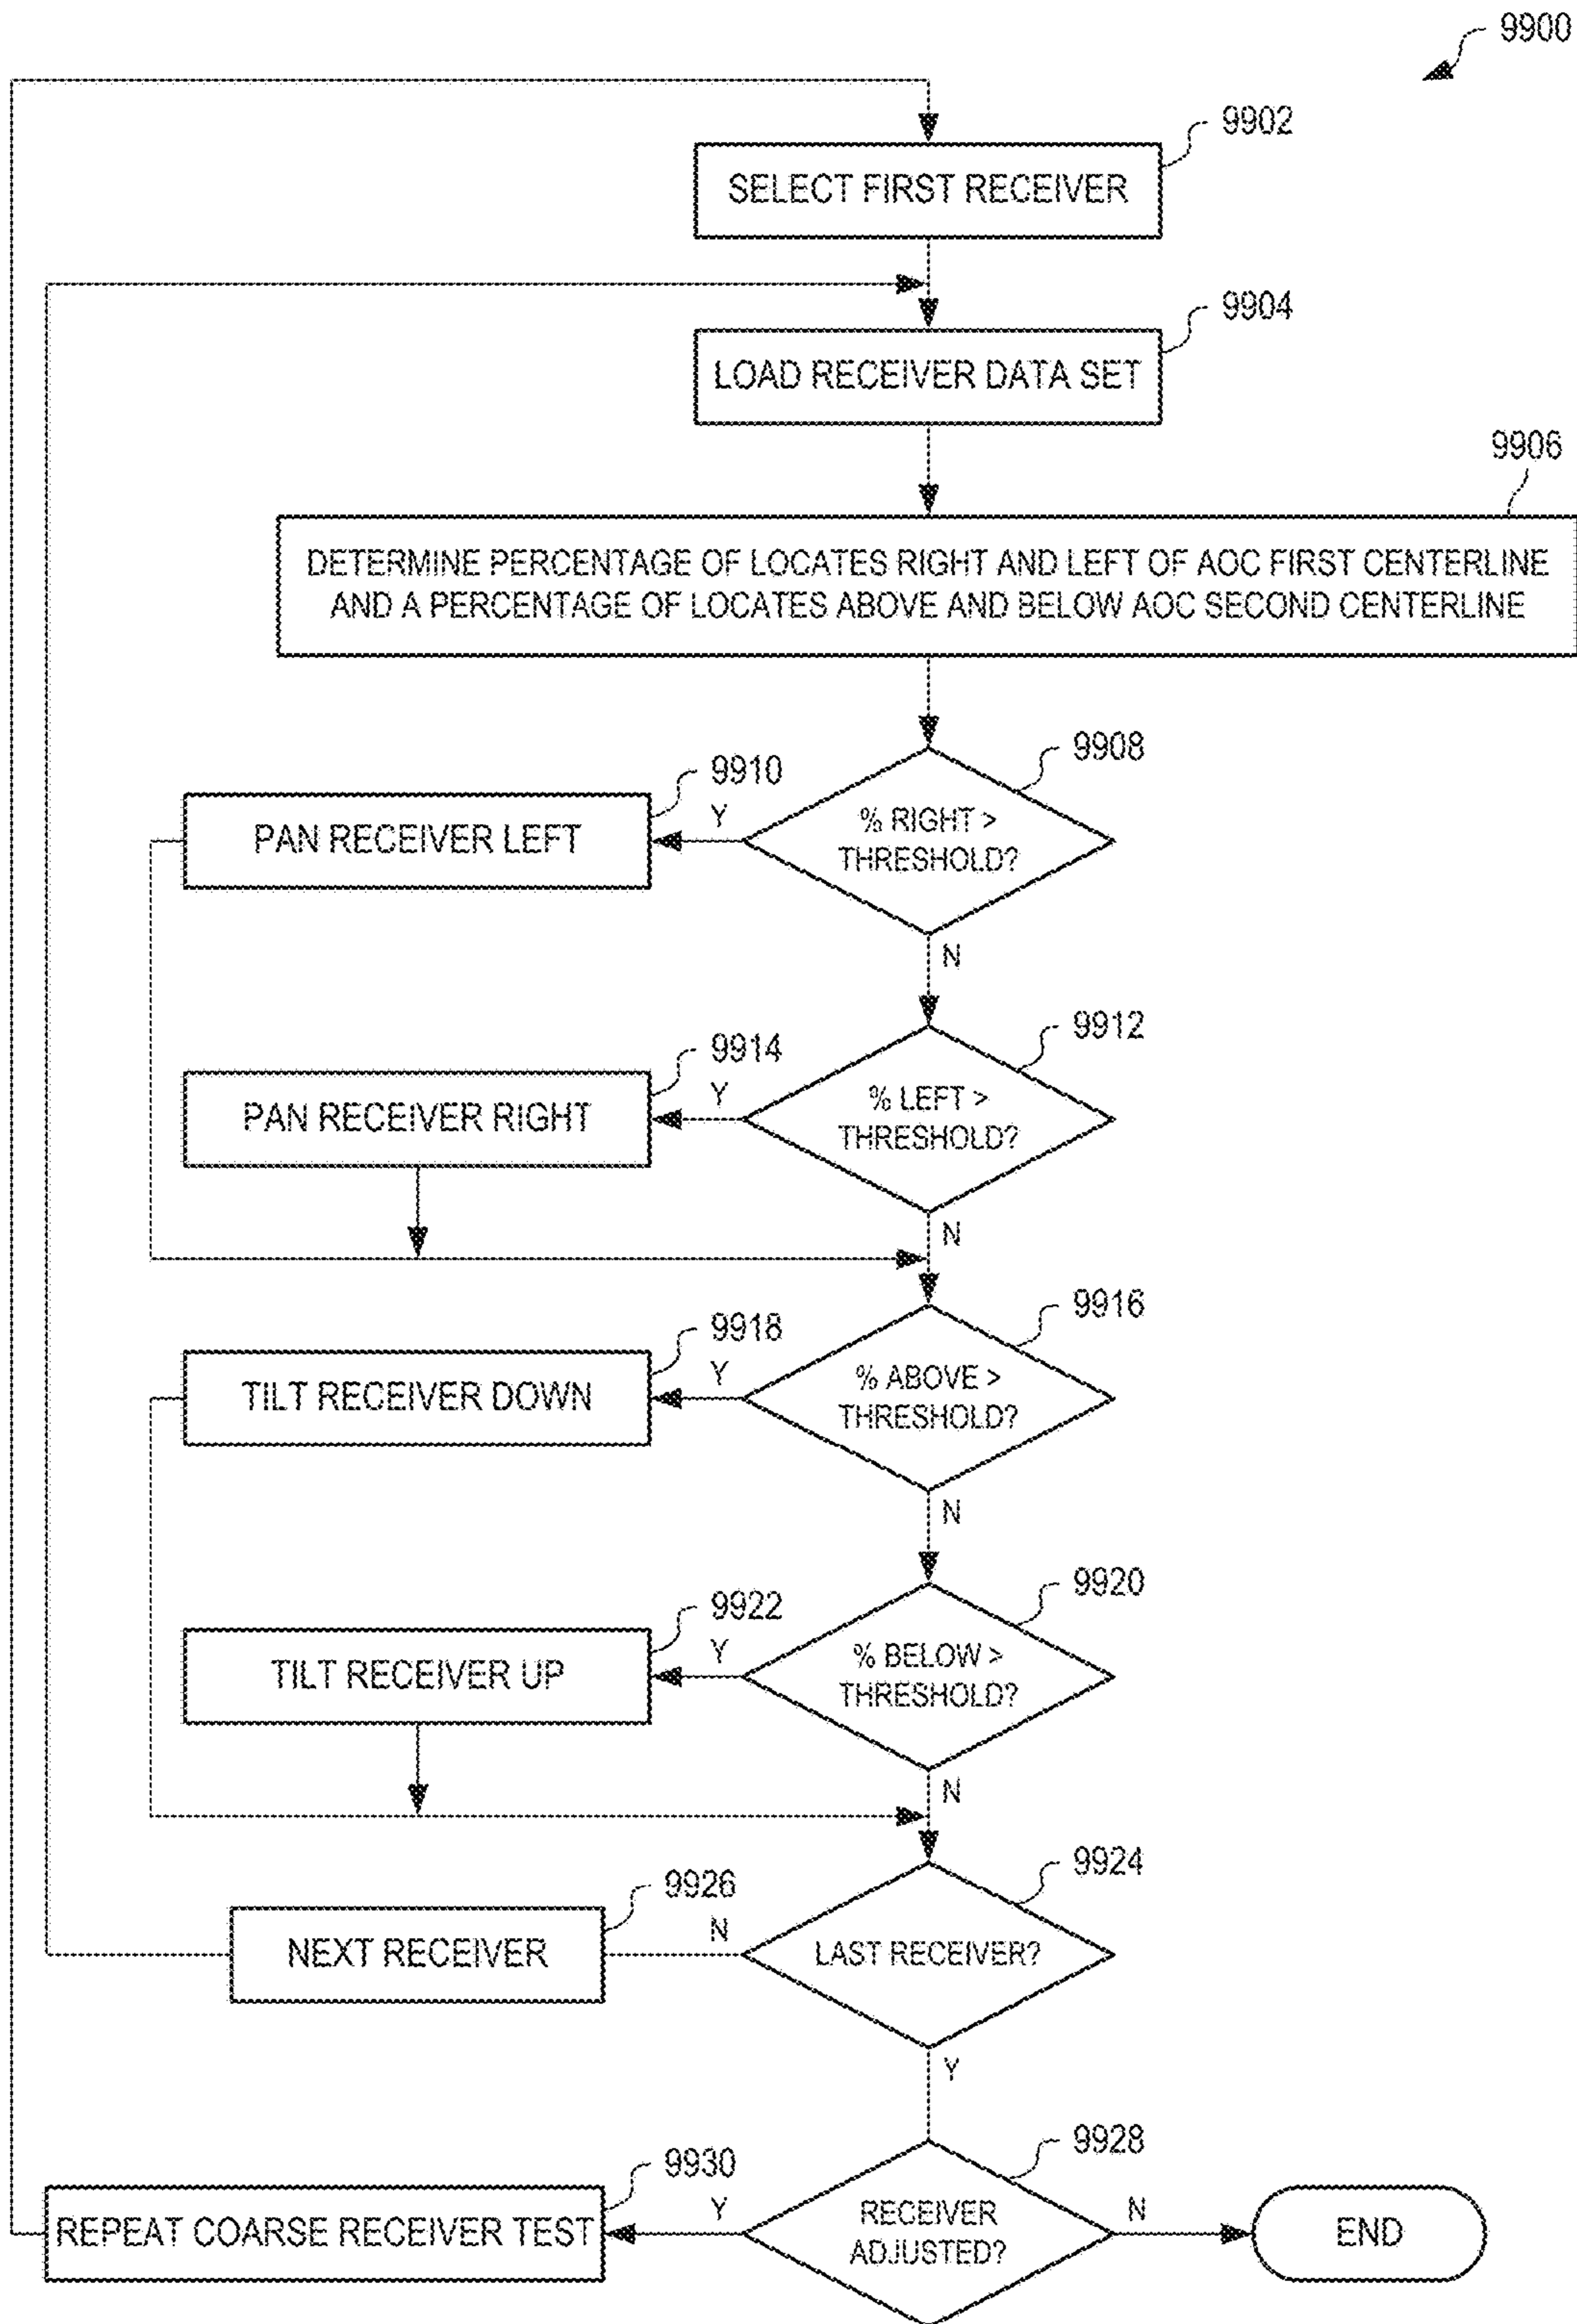 9900
9902
SELECT FIRST RECEIVER
9904
LOAD RECEIVER DATA SET
9906
DETERMINE PERCENTAGE OF LOCATES RIGHT AND LEFT OF AOC FIRST CENTERLINE
AND A PERCENTAGE OF LOCATES ABOVE AND BELOW AOC SECOND CENTERLINE
9908
9910
Y
% RIGHT >
THRESHOLD?
PAN RECEIVER LEFT
N
9912
9914
Y
% LEFT >
THRESHOLD?
PAN RECEIVER RIGHT
N
9916
9918
Y
% ABOVE >
THRESHOLD?
TILT RECEIVER DOWN
N
9920
9922
Y
% BELOW >
THRESHOLD?
TILT RECEIVER UP
N
9924
9926
N
LAST RECEIVER?
NEXT RECEIVER
Y
9928
9930
Y
RECEIVER
ADJUSTED?
N
REPEAT COARSE RECEIVER TEST
END